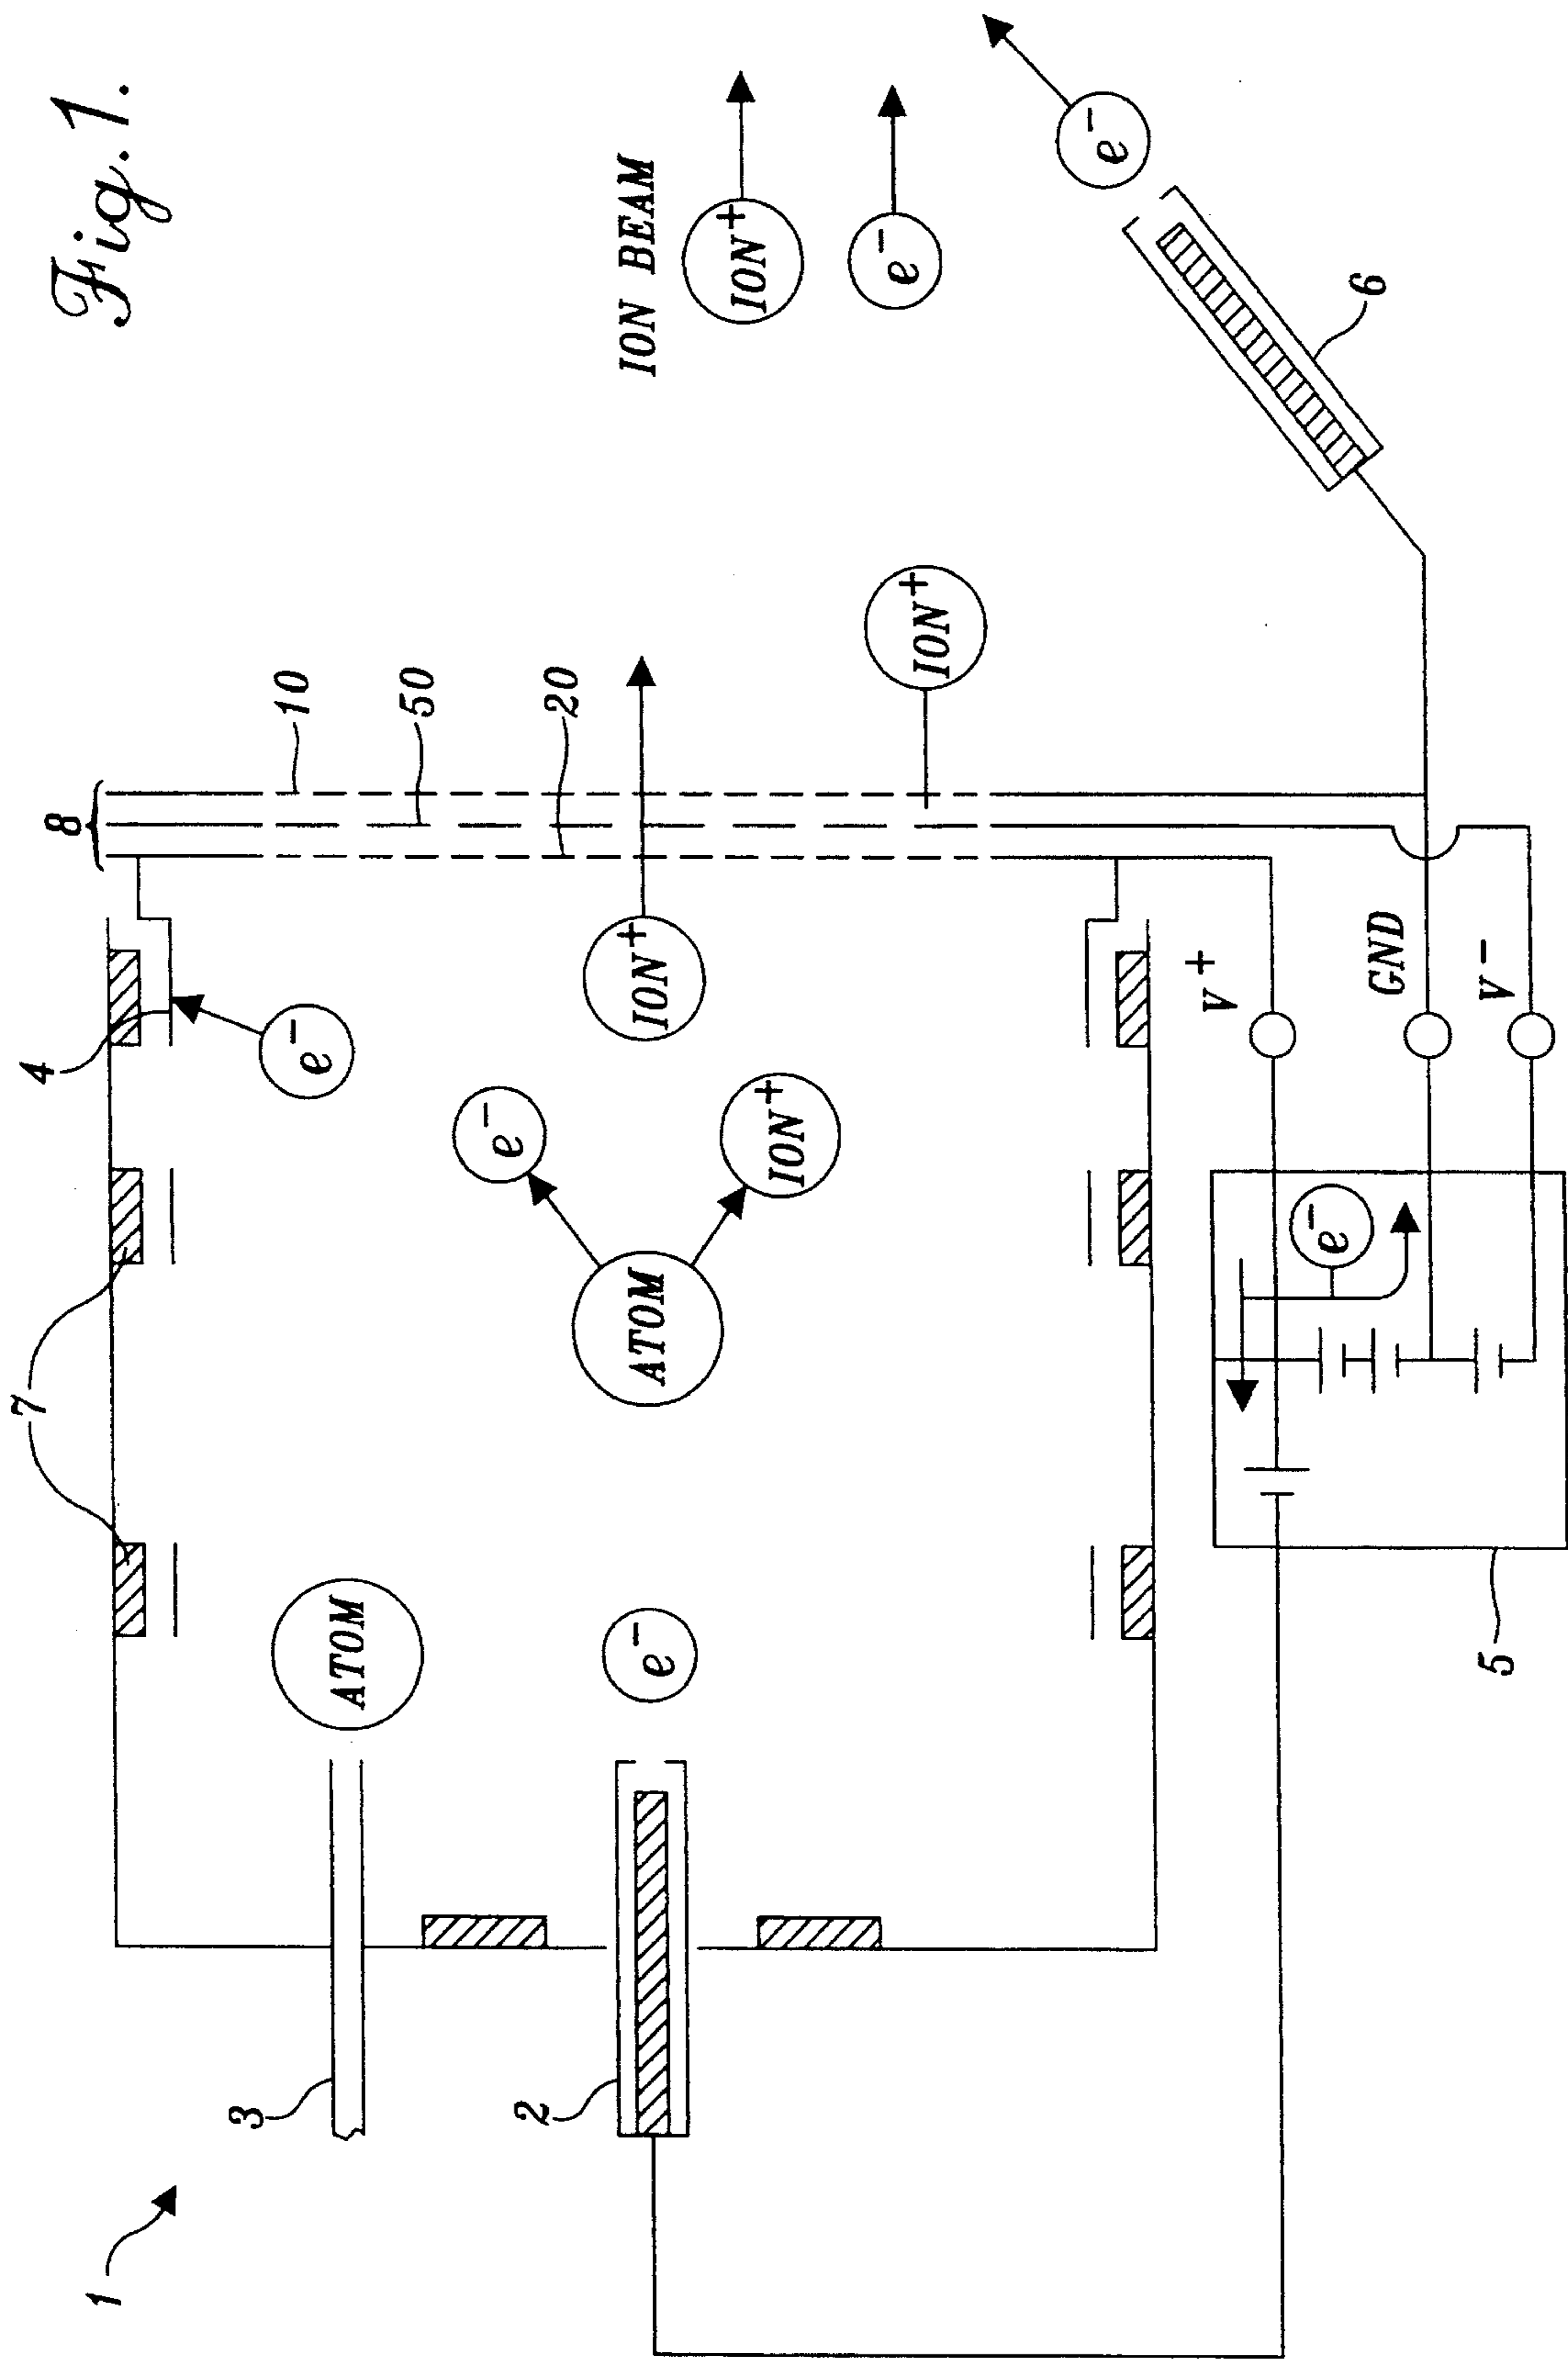 Fig. 1.
8
10
50
20
4
7
ATOM
e⁻
ATOM
e⁻
ION⁺
e⁻
ION⁺
ION⁺
ION BEAM
ION⁺
e⁻
e⁻
6
3
2
1
V⁺
GND
V⁻
e⁻
5